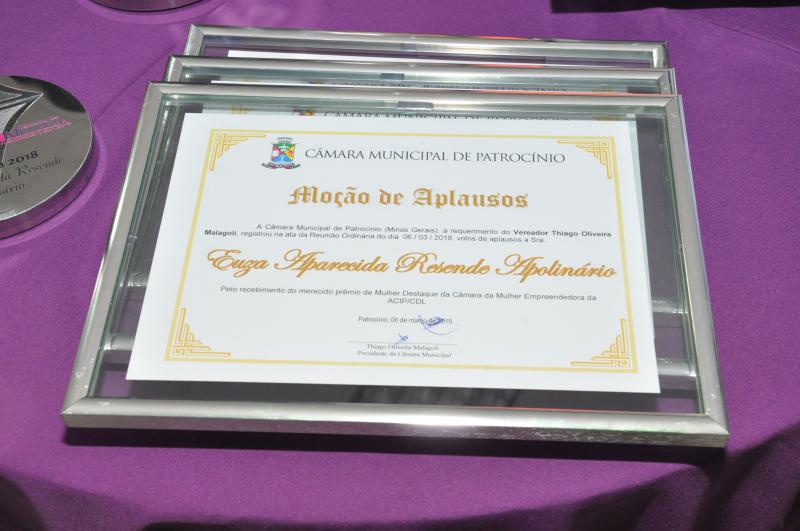 CÂMARA MUNICIPAL DE PATROCÍNIO
Moção de Aplausos
A Câmara Municipal de Patrocínio (Minas Gerais), a requerimento do Vereador Thiago Oliveira
Malagoli, registrou na ata da Reunião Ordinária do dia 06 / 03 / 2018, votos de aplausos a Sra.
Euza Aparecida Resende Apolinário
Pelo recebimento do merecido prêmio de Mulher Destaque da Câmara da Mulher Empreendedora da
ACIP/CDL
Patrocínio, 06 de março de 2018.
Thiago Oliveira Malagoli
Presidente da Câmara Municipal
2018
Resende